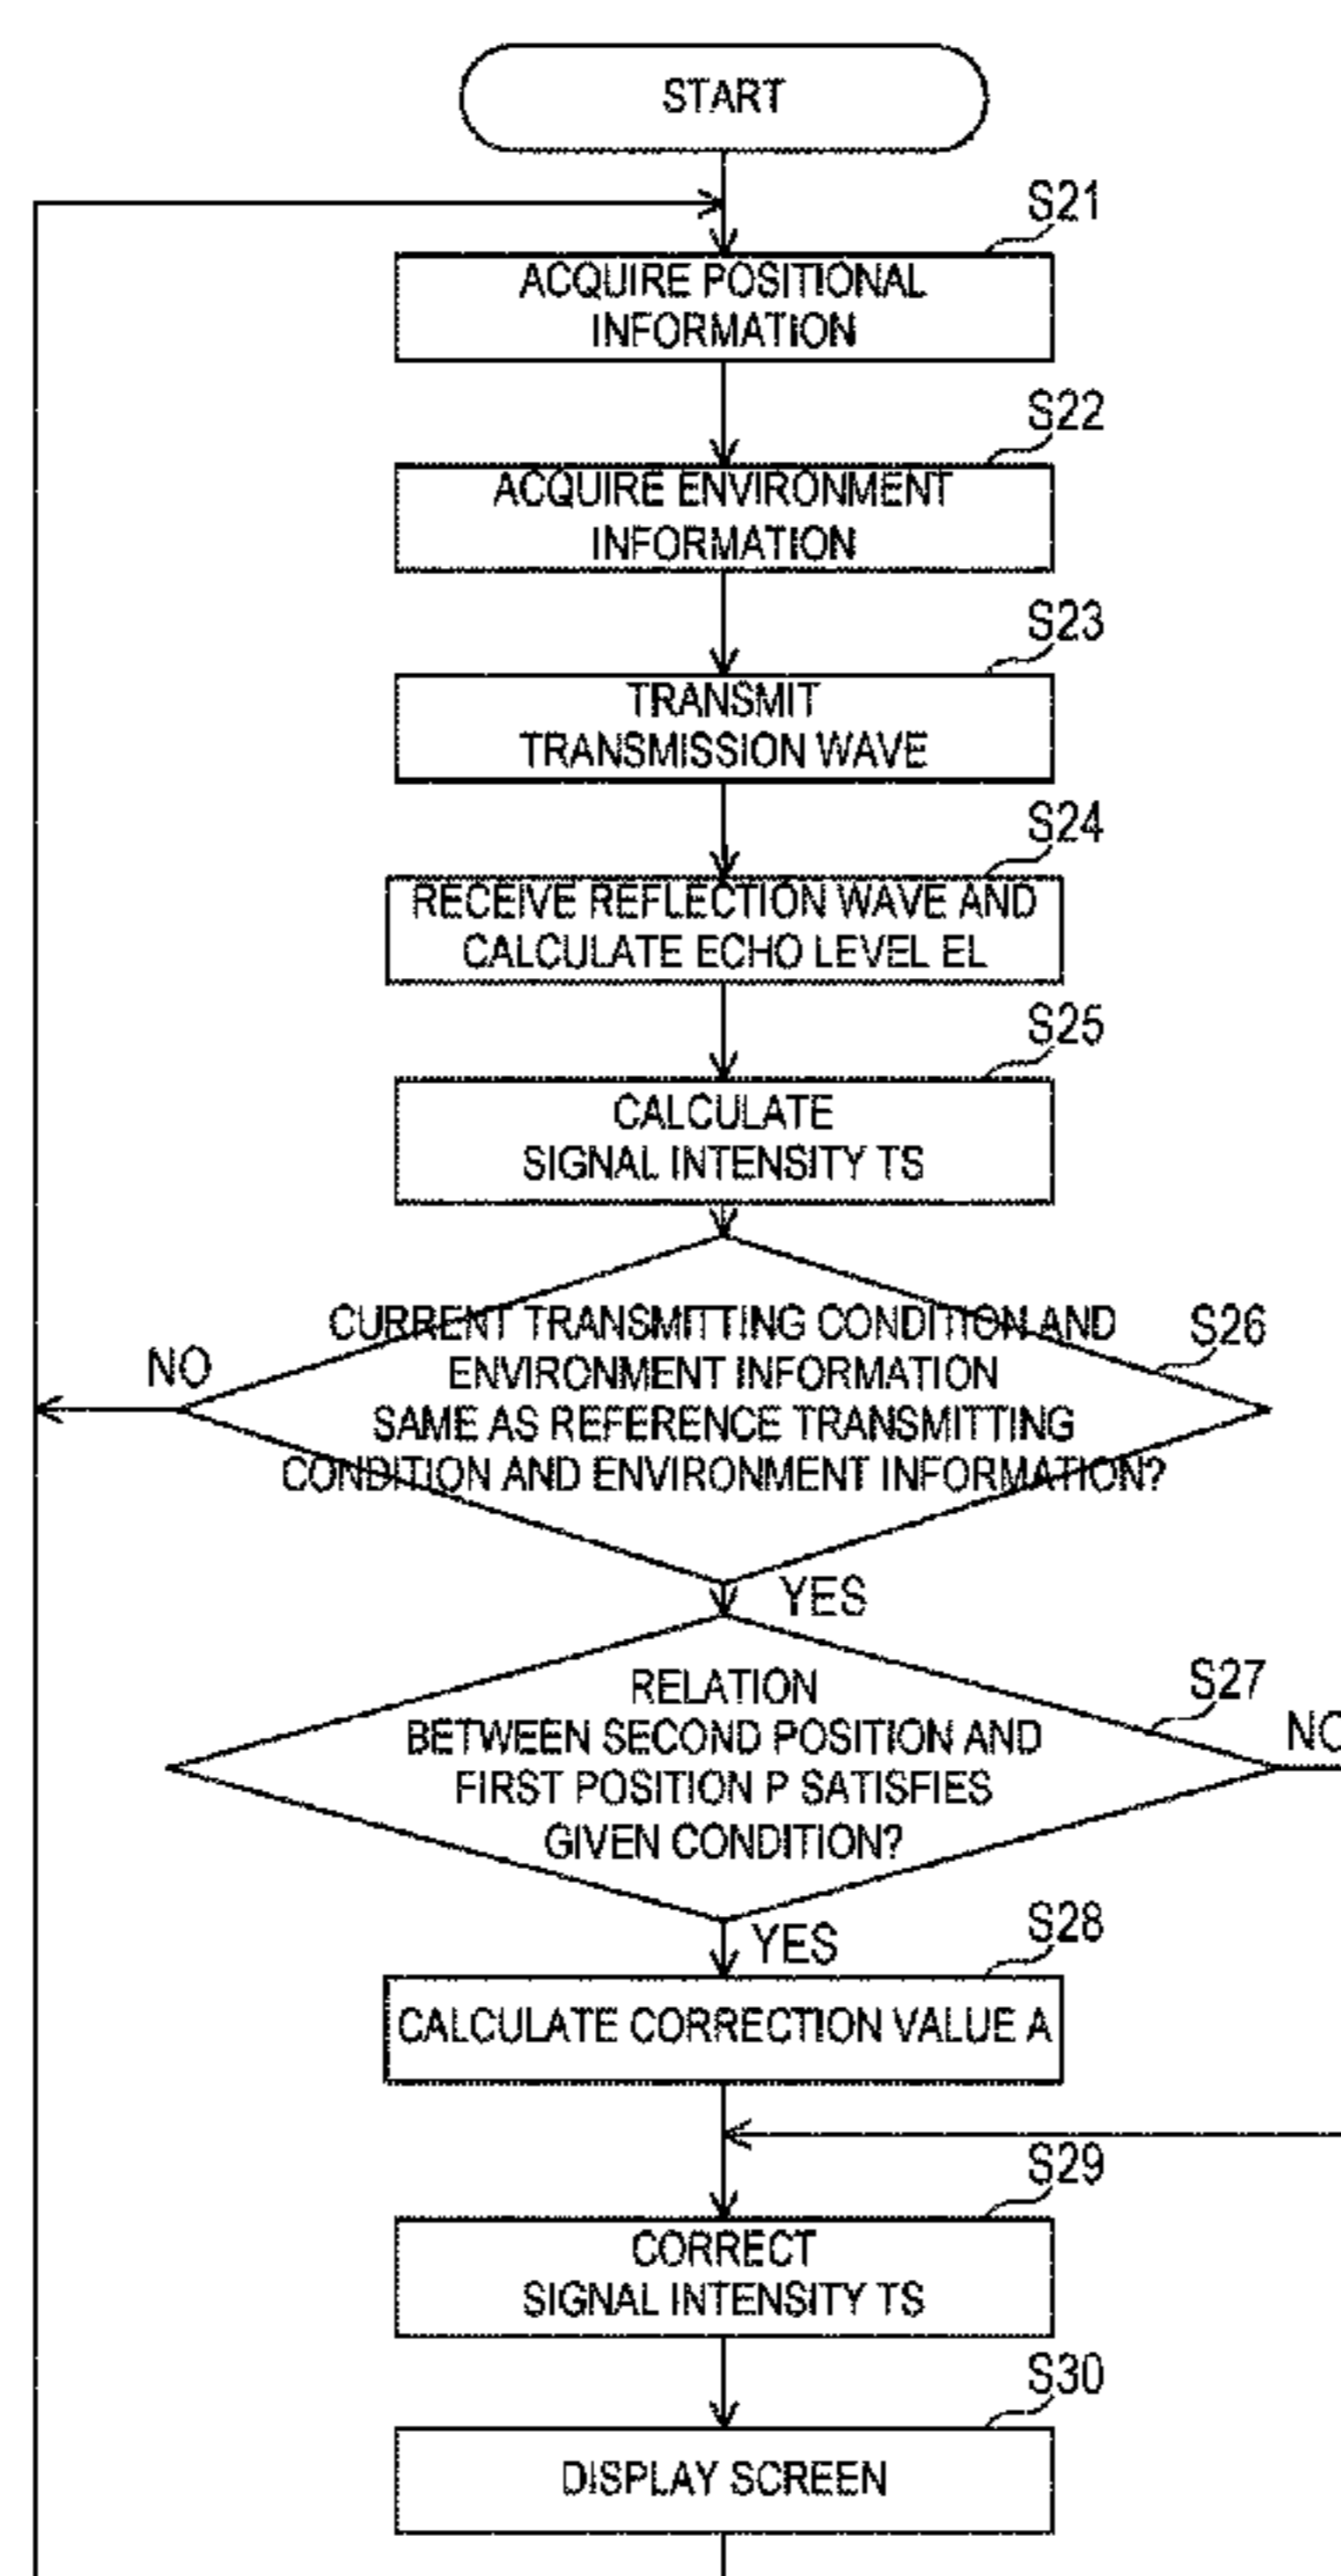 START
S21
ACQUIRE POSITIONAL
INFORMATION
S22
ACQUIRE ENVIRONMENT
INFORMATION
S23
TRANSMIT
TRANSMISSION WAVE
S24
RECEIVE REFLECTION WAVE AND
CALCULATE ECHO LEVEL EL
S25
CALCULATE
SIGNAL INTENSITY TS
S26
NO
CURRENT TRANSMITTING CONDITION AND
ENVIRONMENT INFORMATION
SAME AS REFERENCE TRANSMITTING
CONDITION AND ENVIRONMENT INFORMATION?
YES
S27
NO
RELATION
BETWEEN SECOND POSITION AND
FIRST POSITION P SATISFIES
GIVEN CONDITION?
YES
S28
CALCULATE CORRECTION VALUE A
S29
CORRECT
SIGNAL INTENSITY TS
S30
DISPLAY SCREEN